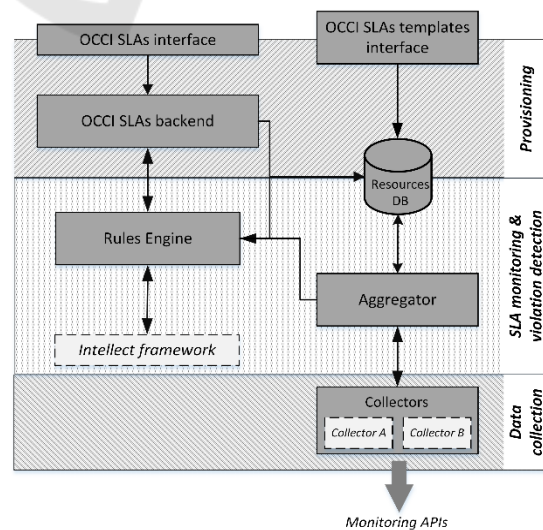 OCCI SLAs interface
OCCI SLAs templates
interface
OCCI SLAs backend
Provisioning
Resources
DB
Rules Engine
Aggregator
Intellect framework
SLA monitoring &
violation detection
Collectors
Collector A
Collector B
Data
collection
Monitoring APIs